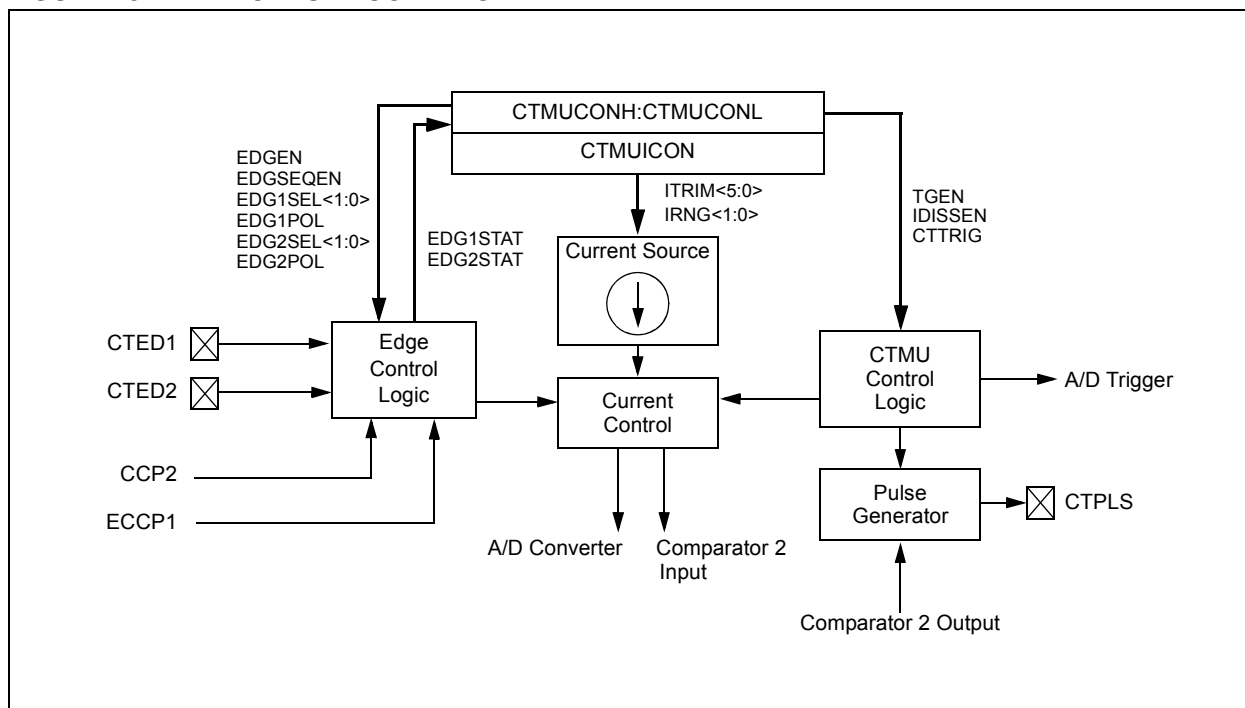 CTMUCONH:CTMUCONL
CTMUICON
EDGEN
EDGSEQEN
EDG1SEL<1:0>
EDG1POL
EDG2SEL<1:0>
EDG2POL
EDG1STAT
EDG2STAT
ITRIM<5:0>
IRNG<1:0>
TGEN
IDISSEN
CTTRIG
Current Source
CTED1
CTED2
Edge
Control
Logic
Current
Control
CTMU
Control
Logic
A/D Trigger
CCP2
ECCP1
Pulse
Generator
CTPLS
A/D Converter
Comparator 2
Input
Comparator 2 Output